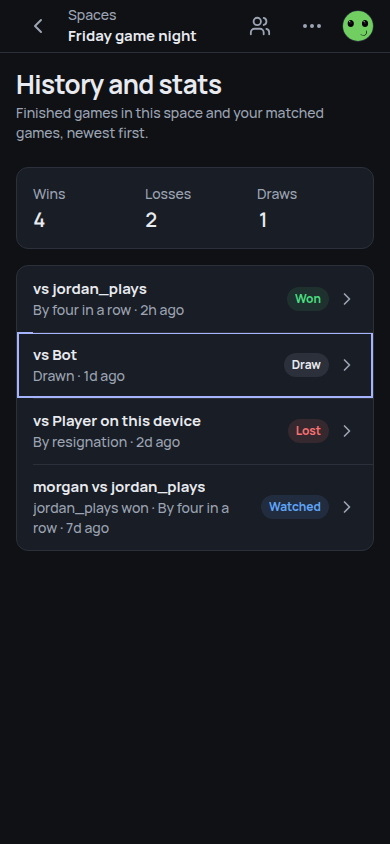 Spaces
Friday game night
History and stats
Finished games in this space and your matched
games, newest first.
Wins
Losses
Draws
4
2
1
vs jordan_plays
By four in a row · 2h ago
Won
vs Bot
Drawn · 1d ago
Draw
vs Player on this device
By resignation · 2d ago
Lost
morgan vs jordan_plays
jordan_plays won · By four in a
row · 7d ago
Watched